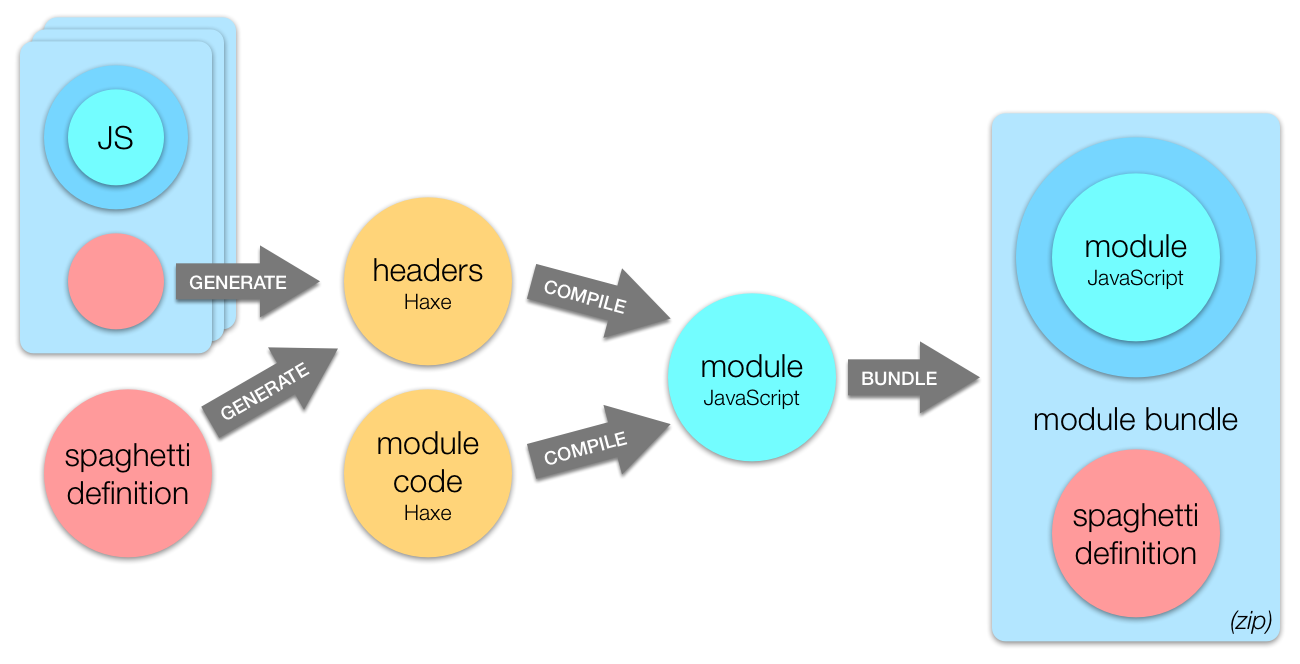 JS
GENERATE
headers
Haxe
COMPILE
GENERATE
spaghetti
definition
module
code
Haxe
COMPILE
module
JavaScript
BUNDLE
module
JavaScript
module bundle
spaghetti
definition
(zip)